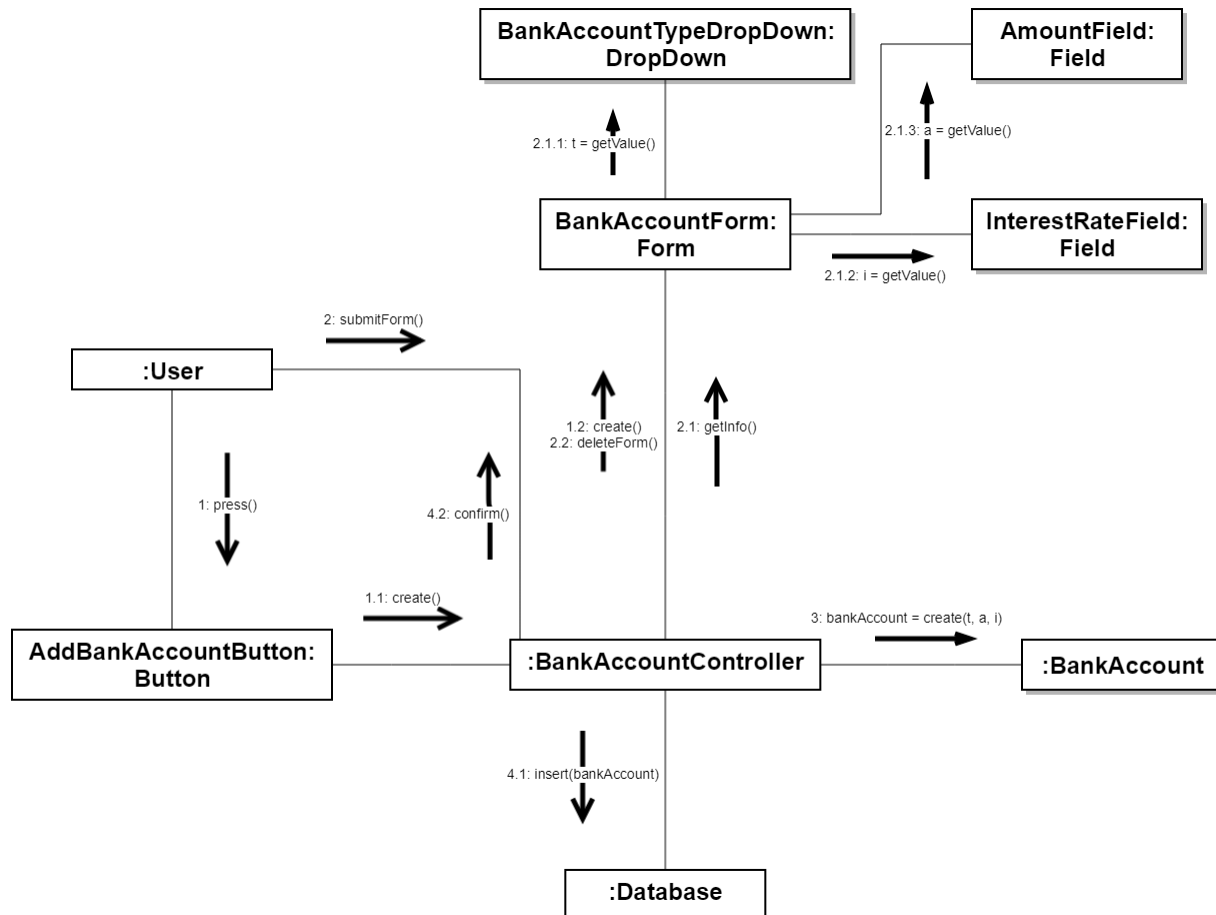 BankAccountTypeDropDown:
DropDown
AmountField:
Field
2.1.1: t = getValue()
2.1.3: a = getValue()
BankAccountForm:
Form
InterestRateField:
Field
2.1.2: i = getValue()
2: submitForm()
:User
1.2: create()
2.2: deleteForm()
2.1: getInfo()
1: press()
4.2: confirm()
1.1: create()
3: bankAccount = create(t, a, i)
AddBankAccountButton:
Button
:BankAccountController
:BankAccount
4.1: insert(bankAccount)
:Database